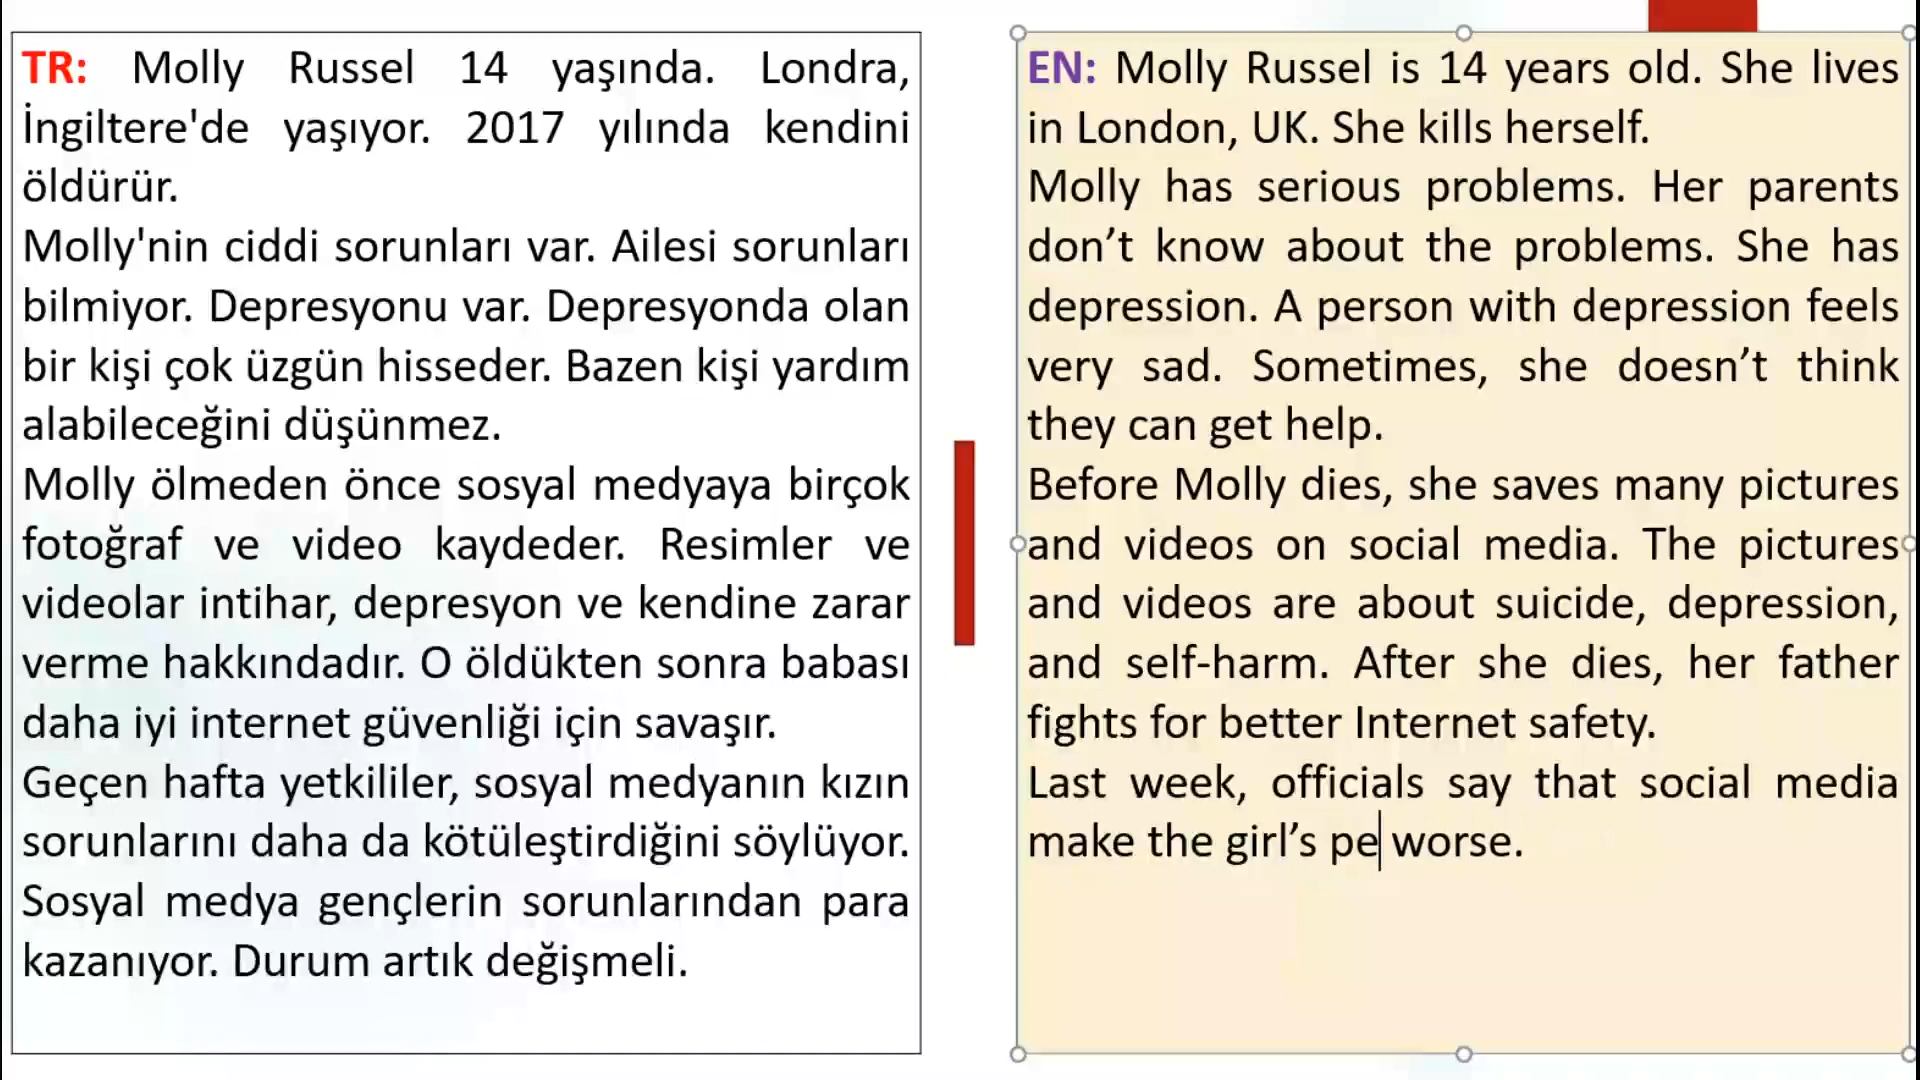 TR: Molly Russel 14 yaşında. Londra,
İngiltere'de yaşıyor. 2017 yılında kendini
öldürür.
Molly'nin ciddi sorunları var. Ailesi sorunları
bilmiyor. Depresyonu var. Depresyonda olan
bir kişi çok üzgün hisseder. Bazen kişi yardım
alabileceğini düşünmez.
Molly ölmeden önce sosyal medyaya birçok
fotoğraf ve video kaydeder. Resimler ve
videolar intihar, depresyon ve kendine zarar
verme hakkındadır. O öldükten sonra babası
daha iyi internet güvenliği için savaşır.
Geçen hafta yetkililer, sosyal medyanın kızın
sorunlarını daha da kötüleştirdiğini söylüyor.
Sosyal medya gençlerin sorunlarından para
kazanıyor. Durum artık değişmeli.
EN: Molly Russel is 14 years old. She lives
in London, UK. She kills herself.
Molly has serious problems. Her parents
don’t know about the problems. She has
depression. A person with depression feels
very sad. Sometimes, she doesn’t think
they can get help.
Before Molly dies, she saves many pictures
and videos on social media. The pictures
and videos are about suicide, depression,
and self-harm. After she dies, her father
fights for better Internet safety.
Last week, officials say that social media
make the girl’s pe worse.